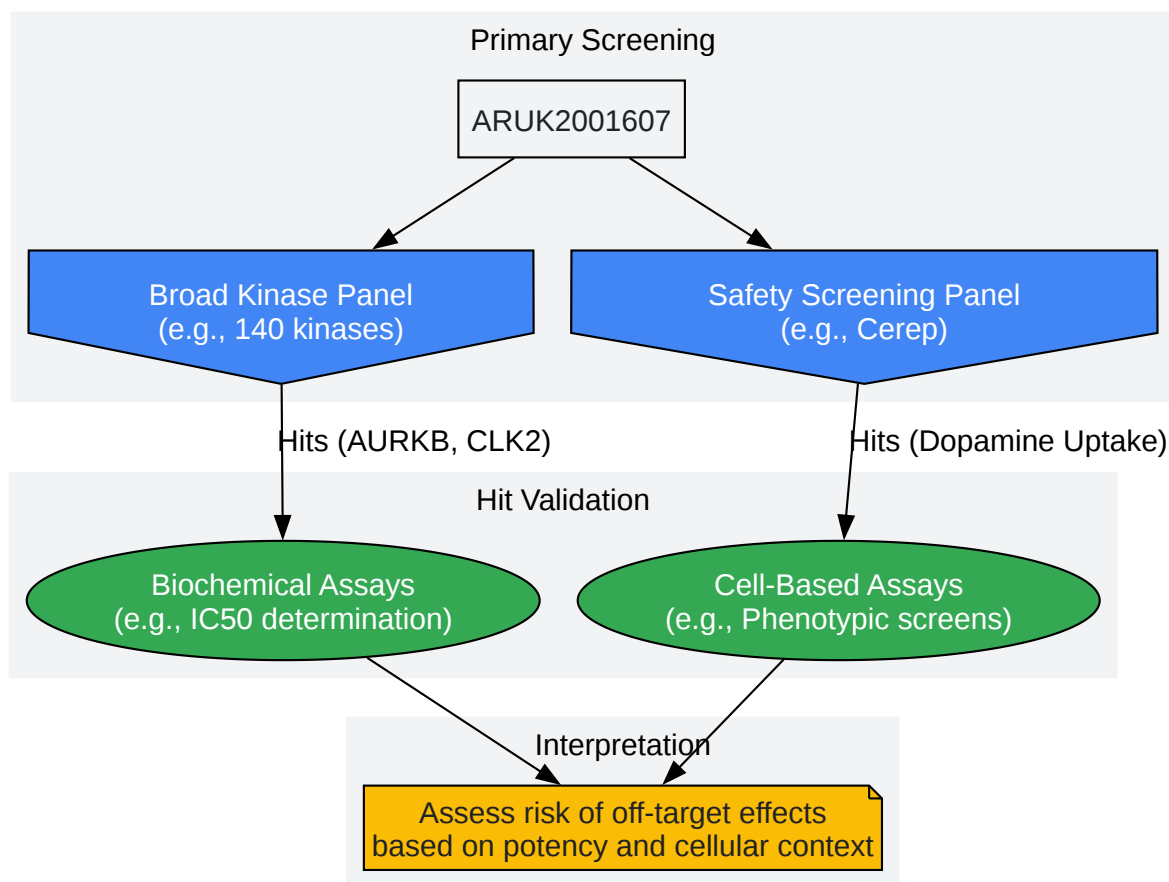 Primary Screening
ARUK2001607
Broad Kinase Panel
(e.g., 140 kinases)
Safety Screening Panel
(e.g., Cerep)
Hits (AURKB, CLK2)
Hits (Dopamine Uptake)
Hit Validation
Biochemical Assays
(e.g., IC50 determination)
Cell-Based Assays
(e.g., Phenotypic screens)
Interpretation
Assess risk of off-target effects
based on potency and cellular context